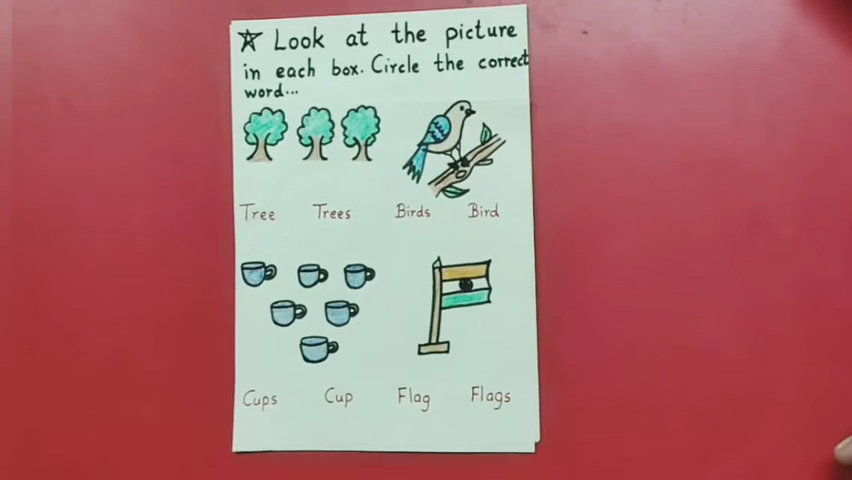 Look at the picture
in each box. Circle the correct
word...
Tree Trees Birds Bird
Cups Cup Flag Flags